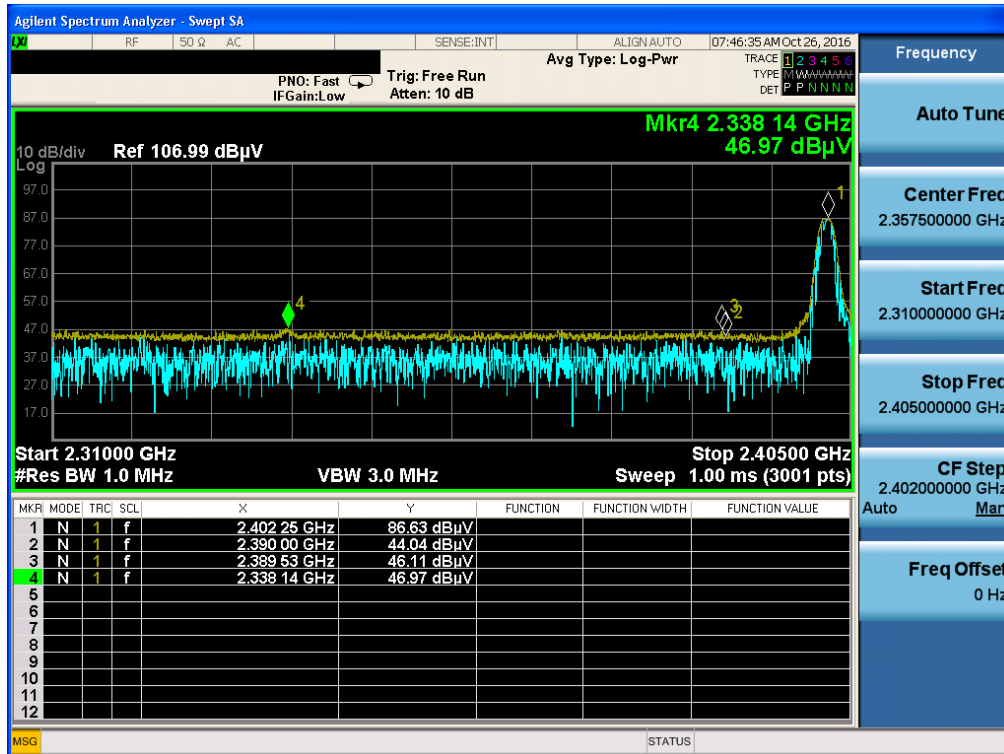 Agilent Spectrum Analyzer - Swept SA
LXI RF 50 Ω AC SENSE:INT ALIGN AUTO 07:46:35 AM Oct 26, 2016
Avg Type: Log-Pwr TRACE 1 2 3 4 5 6
PNO: Fast Trig: Free Run TYPE M W W W W W
IFGain:Low Atten: 10 dB DET P P N N N N
Mkr4 2.338 14 GHz
46.97 dBµV
10 dB/div Ref 106.99 dBµV
Log
97.0
87.0
77.0
67.0
57.0
47.0
37.0
27.0
17.0
1
4
3
2
Start 2.31000 GHz Stop 2.40500 GHz
#Res BW 1.0 MHz VBW 3.0 MHz Sweep 1.00 ms (3001 pts)
MKR MODE TRC SCL X Y FUNCTION FUNCTION WIDTH FUNCTION VALUE
1 N 1 f 2.402 25 GHz 86.63 dBµV
2 N 1 f 2.390 00 GHz 44.04 dBµV
3 N 1 f 2.389 53 GHz 46.11 dBµV
4 N 1 f 2.338 14 GHz 46.97 dBµV
5
6
7
8
9
10
11
12
MSG STATUS
Frequency
Auto Tune
Center Freq
2.357500000 GHz
Start Freq
2.310000000 GHz
Stop Freq
2.405000000 GHz
CF Step
2.402000000 GHz
Auto Man
Freq Offset
0 Hz